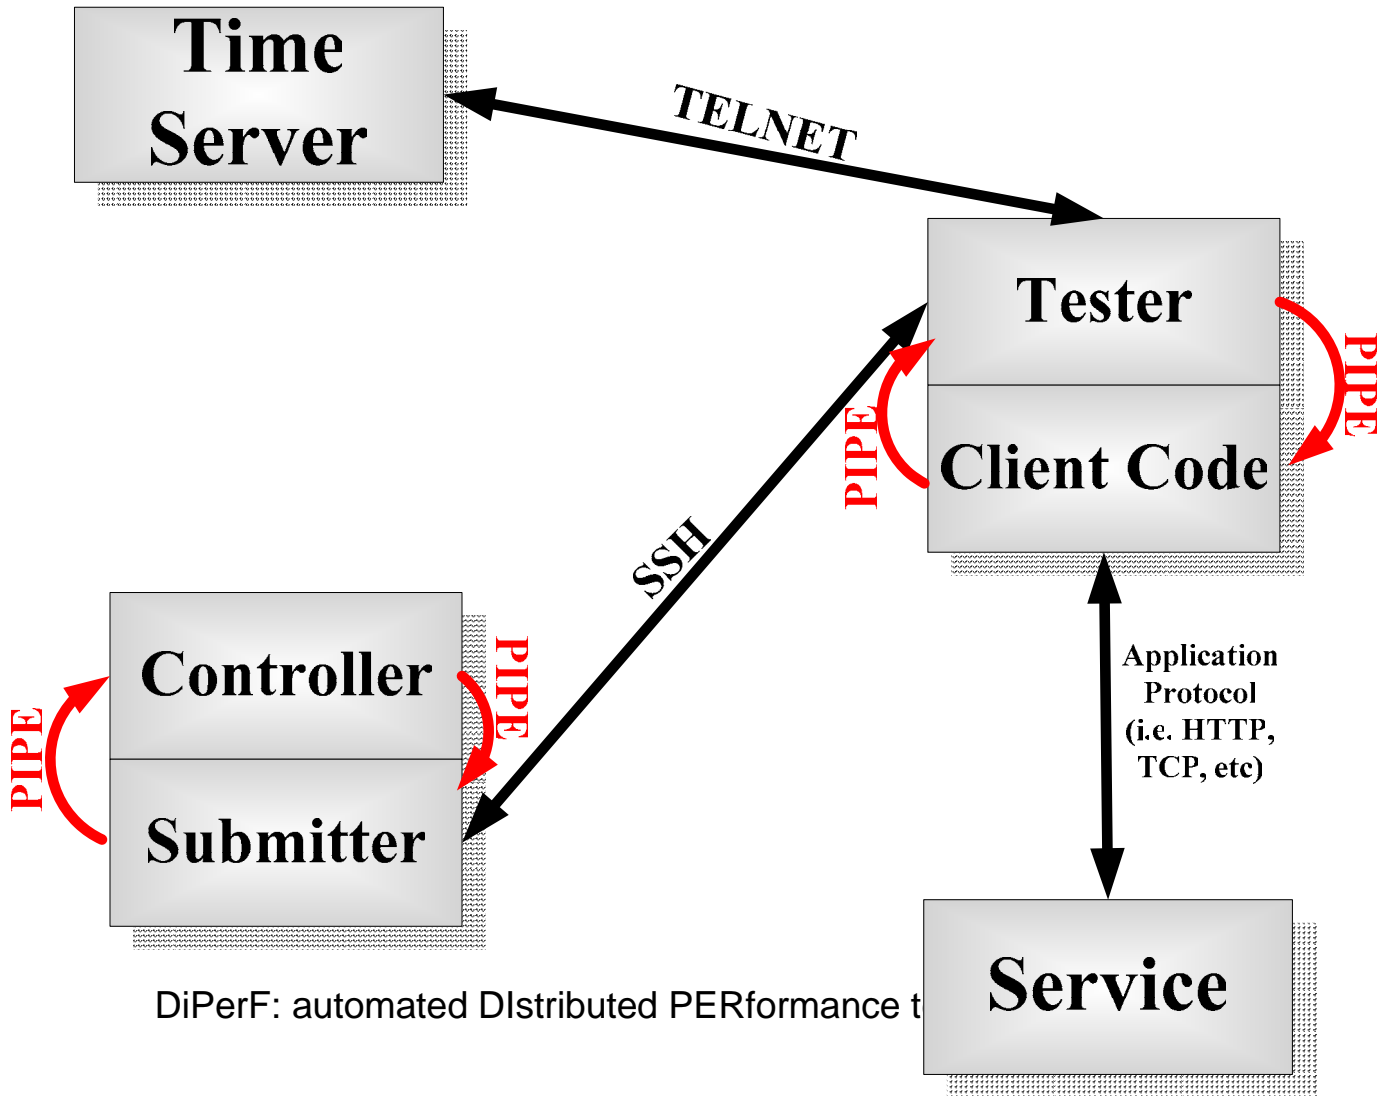 Time
Server
TELNET
Tester
PIPE
PIPE
Client Code
SSH
Application
Protocol
(i.e. HTTP,
TCP, etc)
Controller
PIPE
PIPE
Submitter
Service
DiPerF: automated DIstributed PERformance